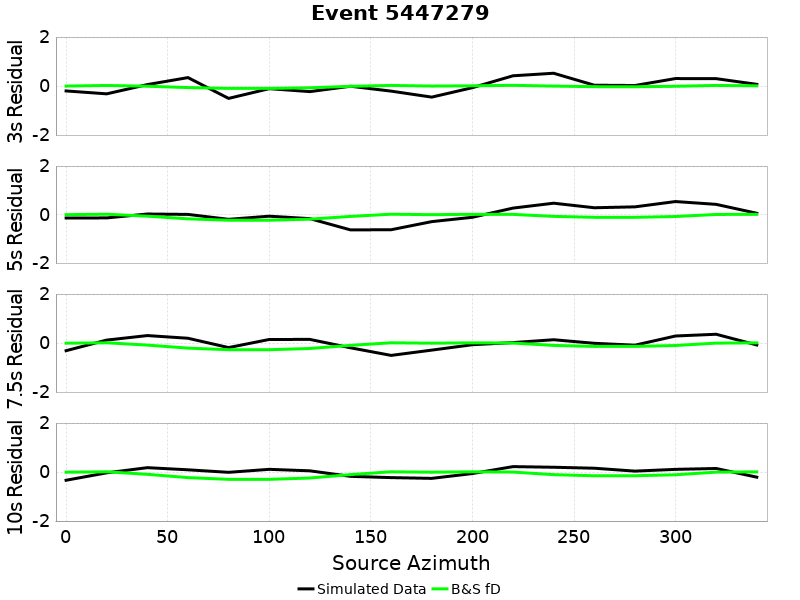 Event 5447279
3s Residual
2
0
-2
5s Residual
2
0
-2
7.5s Residual
2
0
-2
10s Residual
2
0
-2
0 50 100 150 200 250 300
Source Azimuth
Simulated Data B&S fD